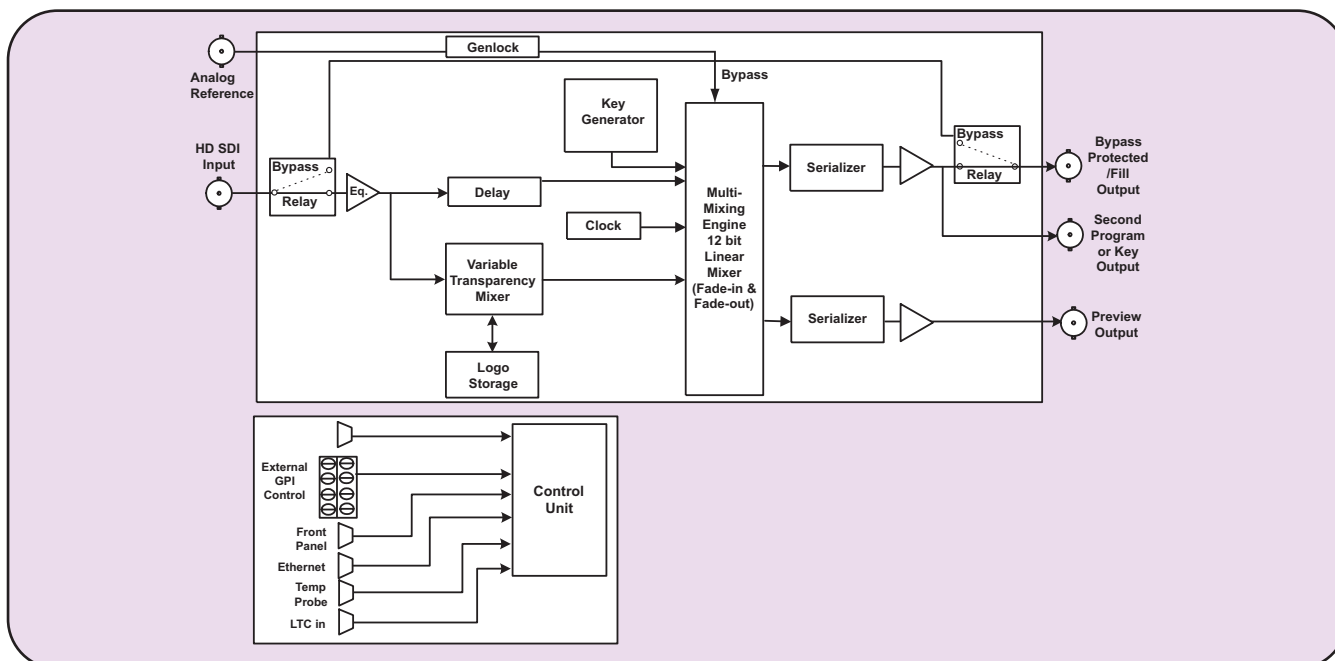 Genlock
Analog
Reference
Bypass
Key
Generator
HD SDI
Input
Bypass
Relay
Eq.
Delay
Clock
Variable
Transparency
Mixer
Logo
Storage
Multi-
Mixing
Engine
12 bit
Linear
Mixer
(Fade-in &
Fade-out)
Serializer
Serializer
Bypass
Relay
Bypass
Protected
/Fill
Output
Second
Program
or Key
Output
Preview
Output
External
GPI
Control
Front
Panel
Ethernet
Temp
Probe
LTC in
Control
Unit